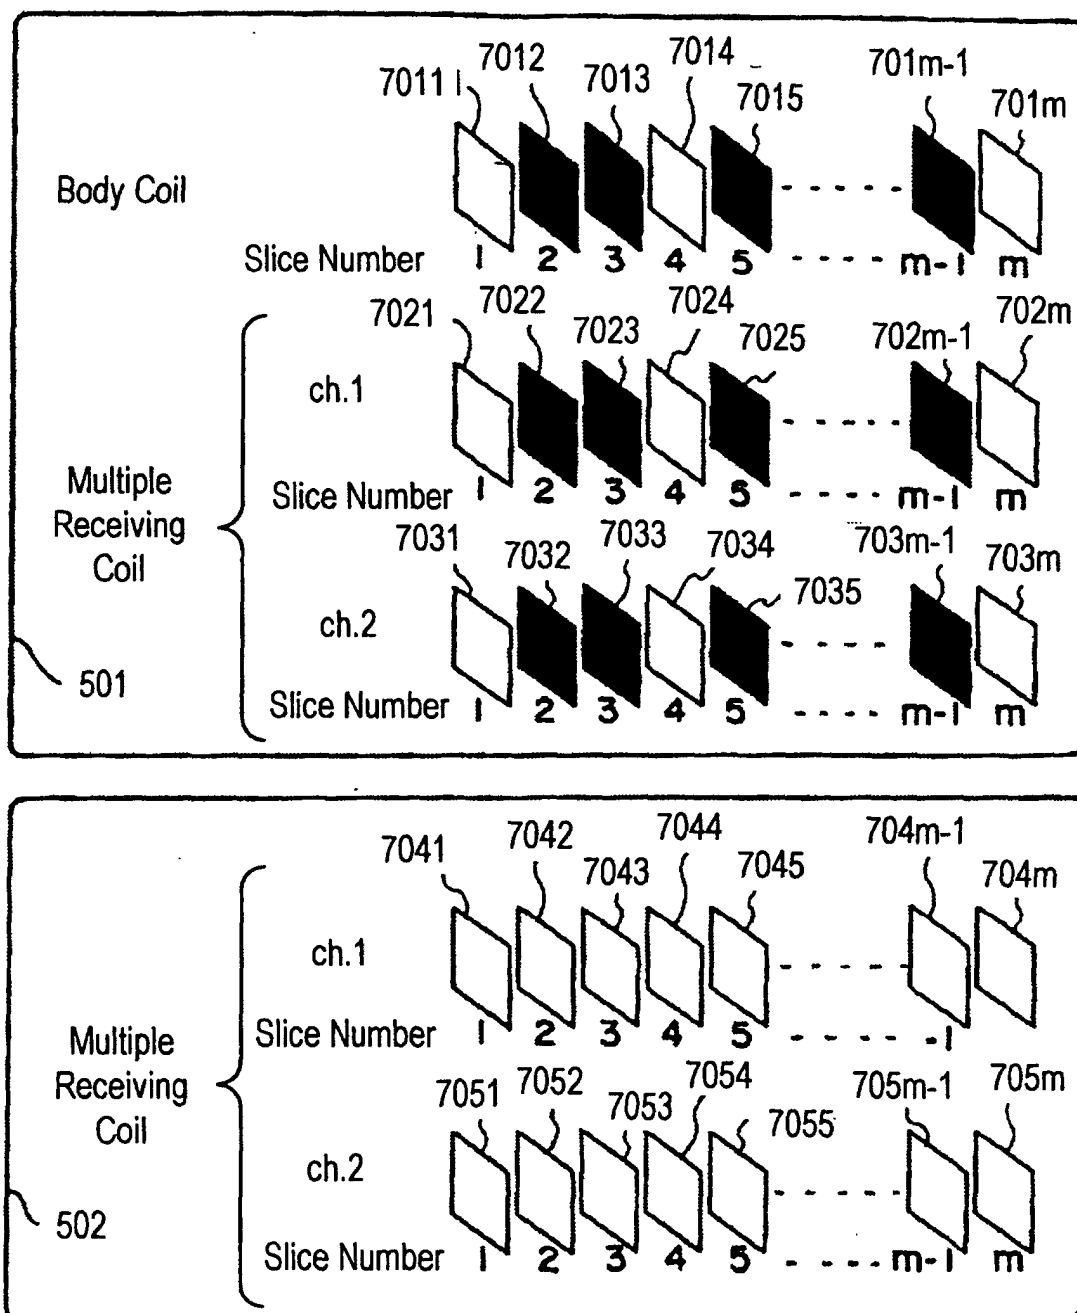 7011 7012 7013 7014 7015 701m-1 701m
Body Coil
Slice Number 1 2 3 4 5 m-1 m
7021 7022 7023 7024 7025 702m-1 702m
ch.1
Multiple
Receiving
Coil
Slice Number 1 2 3 4 5 m-1 m
7031 7032 7033 7034 7035 703m-1 703m
ch.2
501
Slice Number 1 2 3 4 5 m-1 m
7041 7042 7043 7044 7045 704m-1 704m
ch.1
Multiple
Receiving
Coil
Slice Number 1 2 3 4 5 -1
7051 7052 7053 7054 7055 705m-1 705m
ch.2
502
Slice Number 1 2 3 4 5 m-1 m